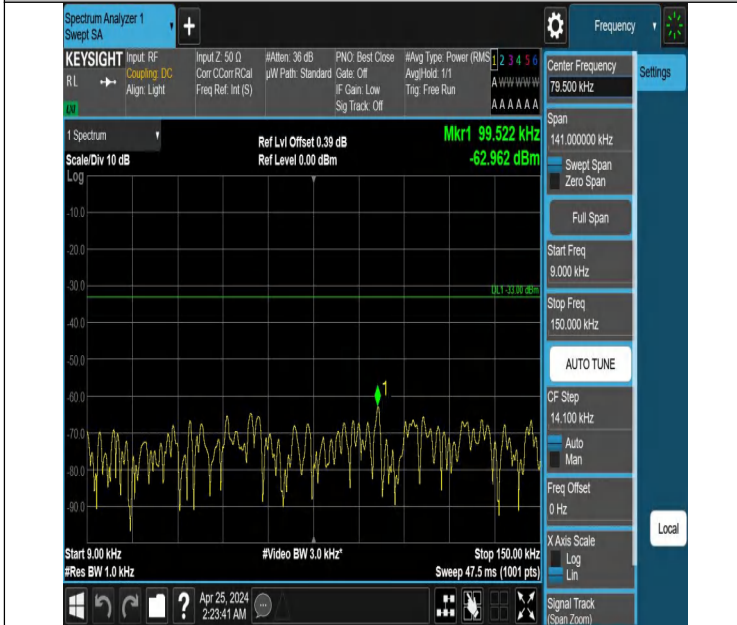 Spectrum Analyzer 1
Swept SA
+
Frequency
KEYSIGHT
RL
Input: RF
Coupling: DC
Align: Light
Input Z: 50 Ω
Corr CCorr RCal
Freq Ref: Int (S)
#Atten: 36 dB
µW Path: Standard
PNO: Best Close
Gate: Off
IF Gain: Low
Sig Track: Off
#Avg Type: Power (RMS
Avg|Hold: 1/1
Trig: Free Run
1 2 3 4 5 6
A W W W W W
A A A A A A
1 Spectrum
Scale/Div 10 dB
Log
Ref Lvl Offset 0.39 dB
Ref Level 0.00 dBm
Mkr1 99.522 kHz
-62.962 dBm
-10.0
-20.0
-30.0
DL1 -33.00 dBm
-40.0
-50.0
-60.0
1
-70.0
-80.0
-90.0
Start 9.00 kHz
#Video BW 3.0 kHz*
Stop 150.00 kHz
#Res BW 1.0 kHz
Sweep 47.5 ms (1001 pts)
?
Apr 25, 2024
2:23:41 AM
Center Frequency
79.500 kHz
Settings
Span
141.000000 kHz
Swept Span
Zero Span
Full Span
Start Freq
9.000 kHz
Stop Freq
150.000 kHz
AUTO TUNE
CF Step
14.100 kHz
Auto
Man
Freq Offset
0 Hz
Local
X Axis Scale
Log
Lin
Signal Track
(Span Zoom)